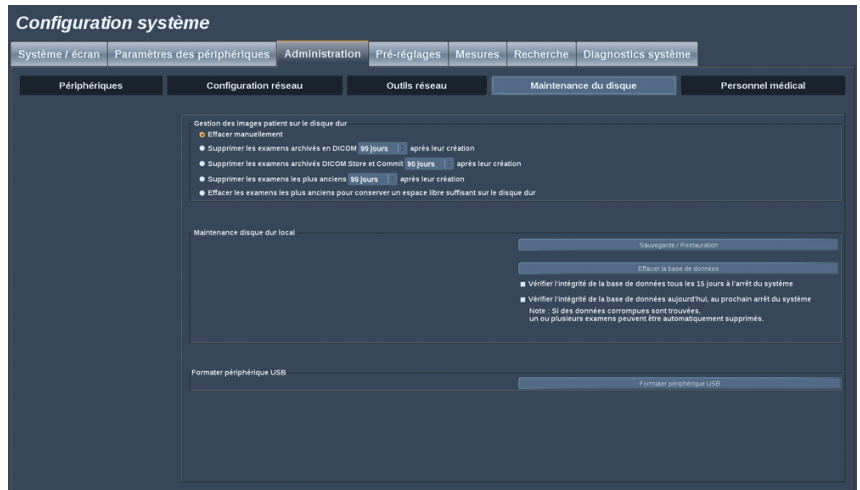 Configuration système
Système / écran Paramètres des périphériques Administration Pré-réglages Mesures Recherche Diagnostics système
Périphériques Configuration réseau Outils réseau Maintenance du disque Personnel médical
Gestion des images patient sur le disque dur
Effacer manuellement
Supprimer les examens archivés en DICOM 90 jours après leur création
Supprimer les examens archivés DICOM Store et Commit 90 jours après leur création
Supprimer les examens les plus anciens 90 jours après leur création
Effacer les examens les plus anciens pour conserver un espace libre suffisant sur le disque dur
Maintenance disque dur local
Sauvegarde / Restauration
Effacer la base de données
Vérifier l'intégrité de la base de données tous les 15 jours à l'arrêt du système
Vérifier l'intégrité de la base de données aujourd'hui, au prochain arrêt du système
Note : Si des données corrompues sont trouvées,
un ou plusieurs examens peuvent être automatiquement supprimés.
Formater périphérique USB
Formater périphérique USB